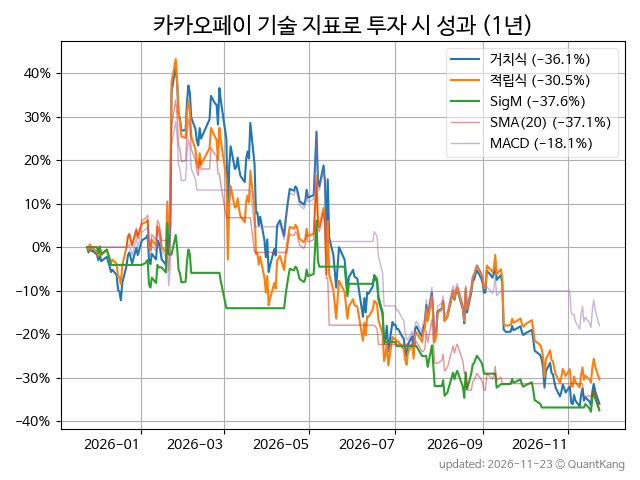 카카오페이 기술 지표로 투자 시 성과 (1년)
거치식 (−36.1%)
적립식 (−30.5%)
SigM (−37.6%)
SMA(20) (−37.1%)
MACD (−18.1%)
40%
30%
20%
10%
0%
−10%
−20%
−30%
−40%
2026-01
2026-03
2026-05
2026-07
2026-09
2026-11
updated: 2026-11-23 © QuantKang